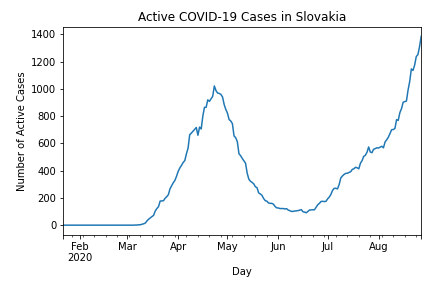 Active COVID-19 Cases in Slovakia
Number of Active Cases
1400
1200
1000
800
600
400
200
0
Feb Mar Apr May Jun Jul Aug
2020
Day